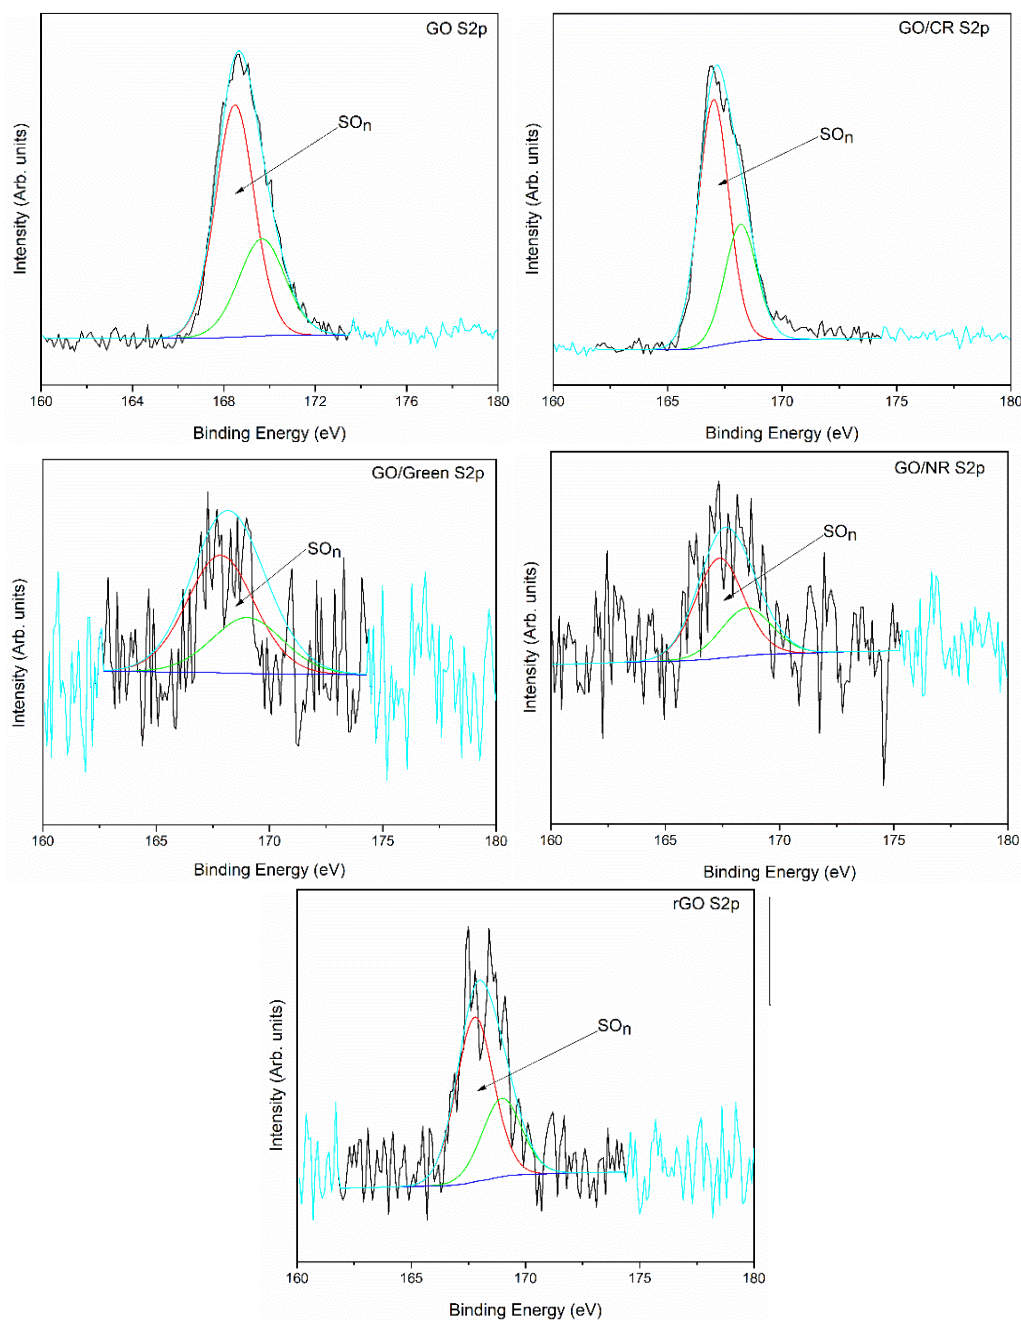 GO S2p
SOn
Intensity (Arb. units)
160 164 168 172 176 180
Binding Energy (eV)
GO/CR S2p
SOn
Intensity (Arb. units)
160 165 170 175 180
Binding Energy (eV)
GO/Green S2p
SOn
Intensity (Arb. units)
160 165 170 175 180
Binding Energy (eV)
GO/NR S2p
SOn
Intensity (Arb. units)
160 165 170 175 180
Binding Energy (eV)
rGO S2p
SOn
Intensity (Arb. units)
160 165 170 175 180
Binding Energy (eV)